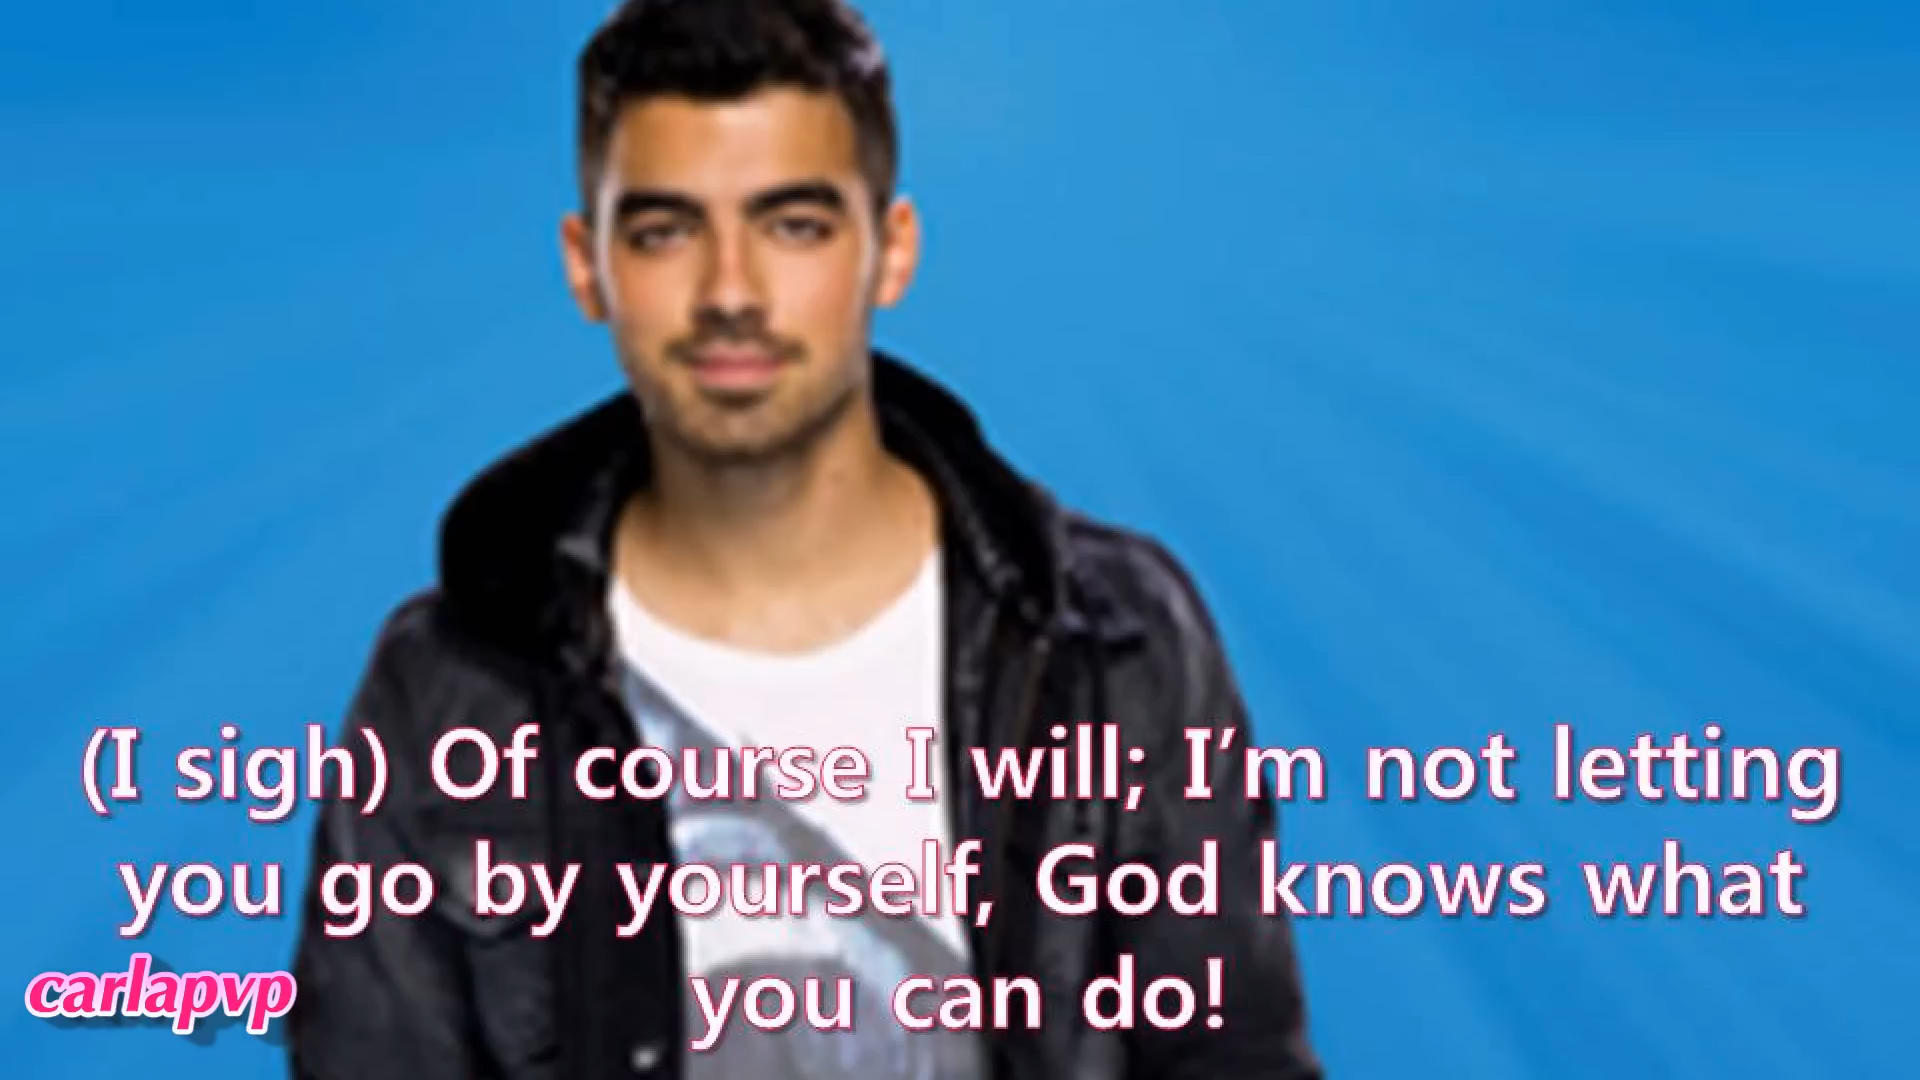 (I sigh) Of course I will; I’m not letting
you go by yourself, God knows what
you can do!
carlapvp